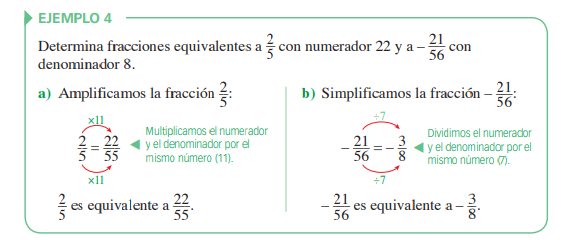 EJEMPLO 4
Determina fracciones equivalentes a 2/5 con numerador 22 y a – 21/56 con
denominador 8.
a) Amplificamos la fracción 2/5:
×11
2/5 = 22/55
×11
Multiplicamos el numerador
y el denominador por el
mismo número (11).
2/5 es equivalente a 22/55.
b) Simplificamos la fracción – 21/56:
÷7
– 21/56 = – 3/8
÷7
Dividimos el numerador
y el denominador por el
mismo número (7).
– 21/56 es equivalente a – 3/8.